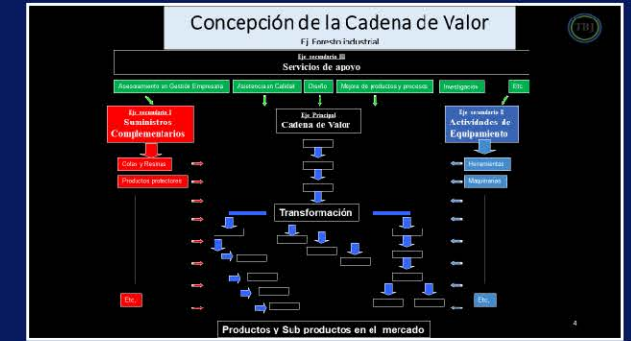 Concepción de la Cadena de Valor
Ej Foresto industrial
TBJ
Eje secundario III
Servicios de apoyo
Asesoramiento en Gestión Empresaria
Asistencia en Calidad
Diseño
Mejora de productos y procesos
Investigación
Etc
Eje secundario I
Suministros
Complementarios
Eje Principal
Cadena de Valor
Eje secundario II
Actividades de
Equipamiento
Colas y Resinas
Productos protectores
Herramientas
Maquinarias
Transformación
Etc.
Etc.
Productos y Sub productos en el mercado
4